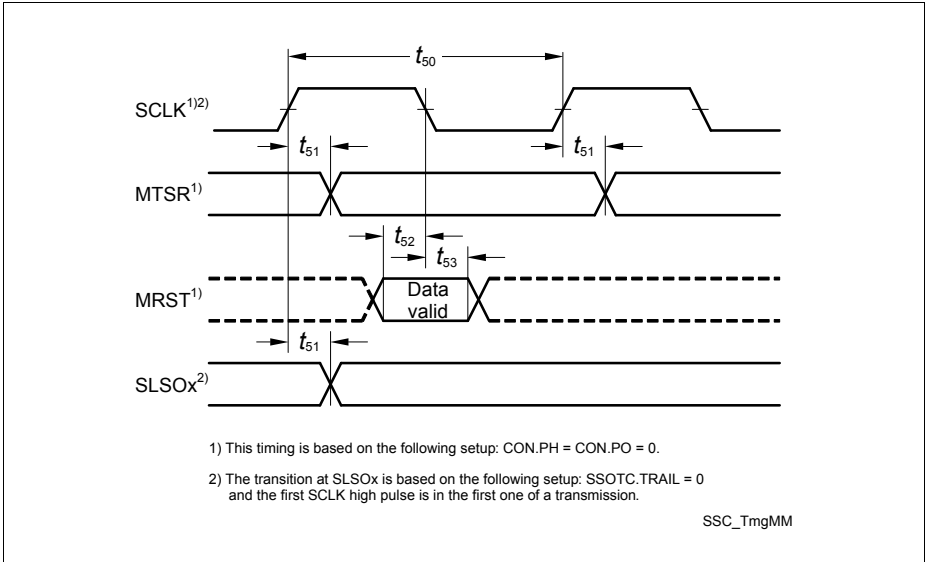 t50
SCLK1)2)
t51
t51
MTSR1)
t52
t53
MRST1)
Data
valid
t51
SLSOx2)
1) This timing is based on the following setup: CON.PH = CON.PO = 0.
2) The transition at SLSOx is based on the following setup: SSOTC.TRAIL = 0
and the first SCLK high pulse is in the first one of a transmission.
SSC_TmgMM